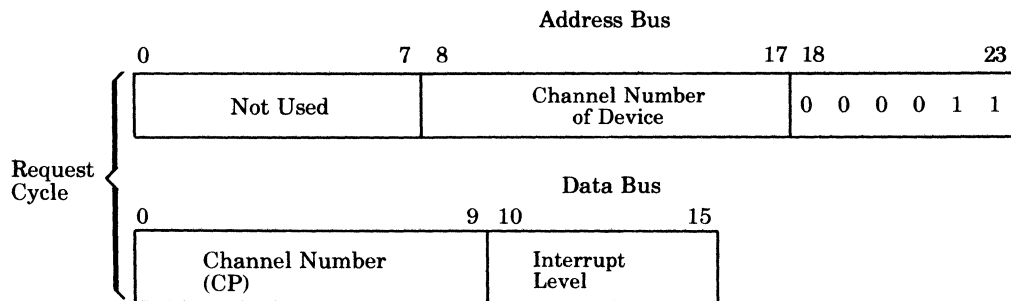 Address Bus
0 7 8 17 18 23
Not Used
Channel Number
of Device
0 0 0 0 1 1
Request
Cycle
Data Bus
0 9 10 15
Channel Number
(CP)
Interrupt
Level